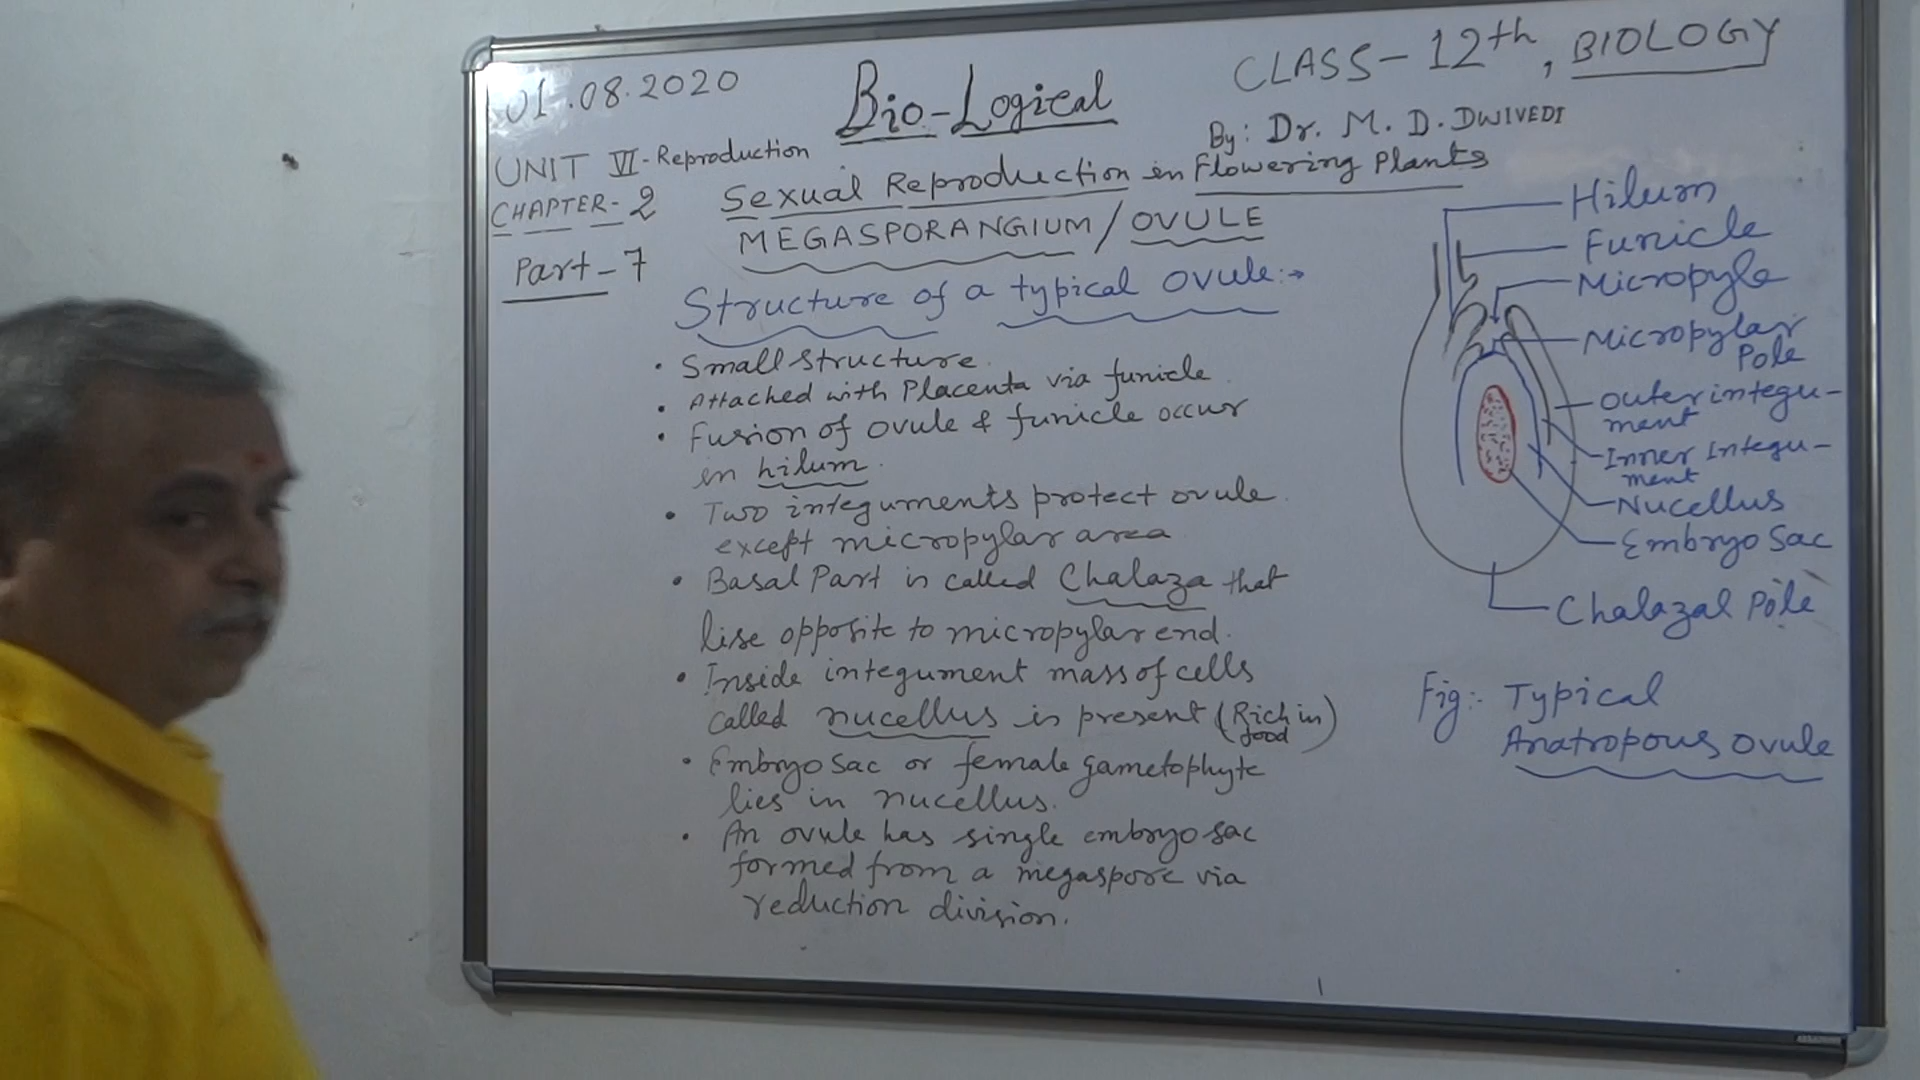 01.08.2020
Bio-Logical
CLASS-12th, BIOLOGY
By: Dr. M. D. DWIVEDI
UNIT VI-Reproduction
CHAPTER-2
Sexual Reproduction in Flowering Plants
Part-7
MEGASPORANGIUM/OVULE
Structure of a typical ovule:→
• Small structure.
• Attached with Placenta via funicle.
• Fusion of ovule & funicle occur
in hilum.
• Two integuments protect ovule
except micropylar area
• Basal Part is called Chalaza that
lise opposite to micropylar end.
• Inside integument mass of cells
called nucellus is present (Rich in
food)
• Embryo Sac or female gametophyte
lies in nucellus.
• An ovule has single embryo sac
formed from a megaspore via
reduction division.
Hilum
Funicle
Micropyle
Micropylar
Pole
Outer integu-
ment
Inner Integu-
ment
Nucellus
Embryo Sac
Chalazal Pole
Fig:- Typical
Anatropous ovule